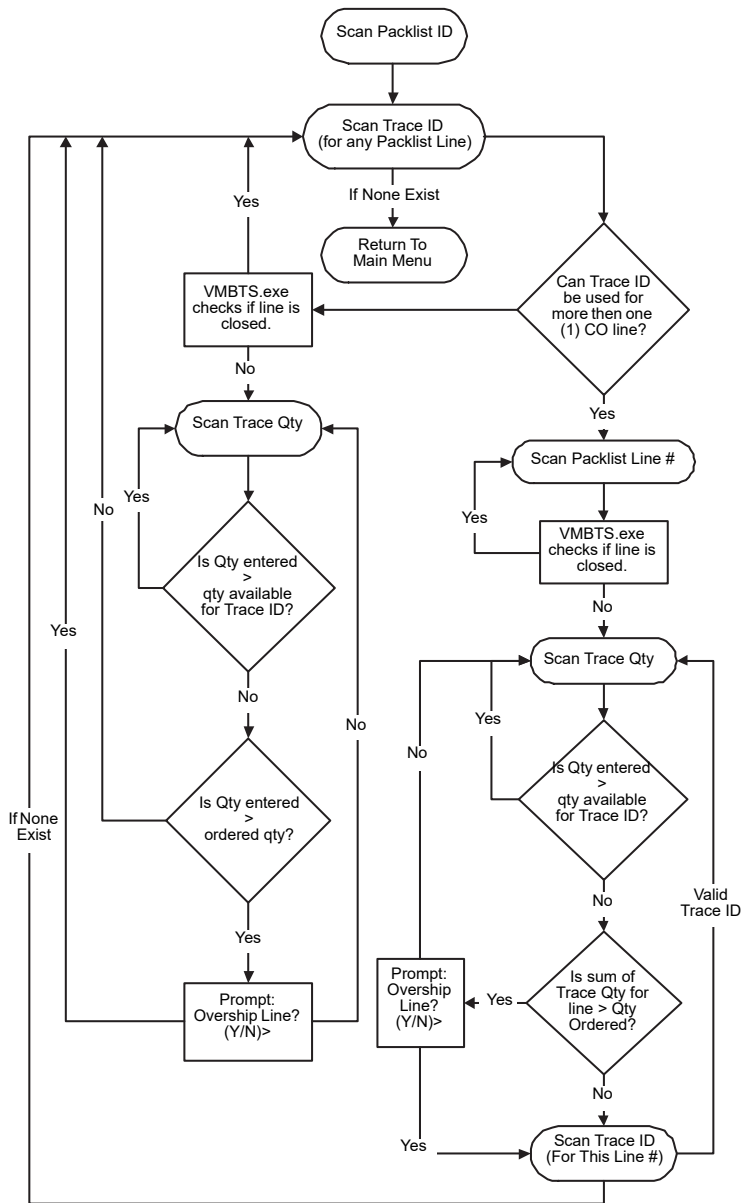 Scan Packlist ID
Scan Trace ID
(for any Packlist Line)
If None Exist
Yes
Return To
Main Menu
Can Trace ID
be used for
more then one
(1) CO line?
VMBTS.exe
checks if line is
closed.
No
Yes
Scan Trace Qty
Scan Packlist Line #
Yes
No
Yes
VMBTS.exe
checks if line is
closed.
Is Qty entered
>
qty available
for Trace ID?
No
Yes
Scan Trace Qty
No
No
Yes
No
Is Qty entered
>
qty available
for Trace ID?
Is Qty entered
>
ordered qty?
If None
Exist
No
Valid
Trace ID
Yes
Prompt:
Overship Line?
(Y/N)>
Prompt:
Overship
Line?
(Y/N)>
Yes
Is sum of
Trace Qty for
line > Qty
Ordered?
No
Yes
Scan Trace ID
(For This Line #)